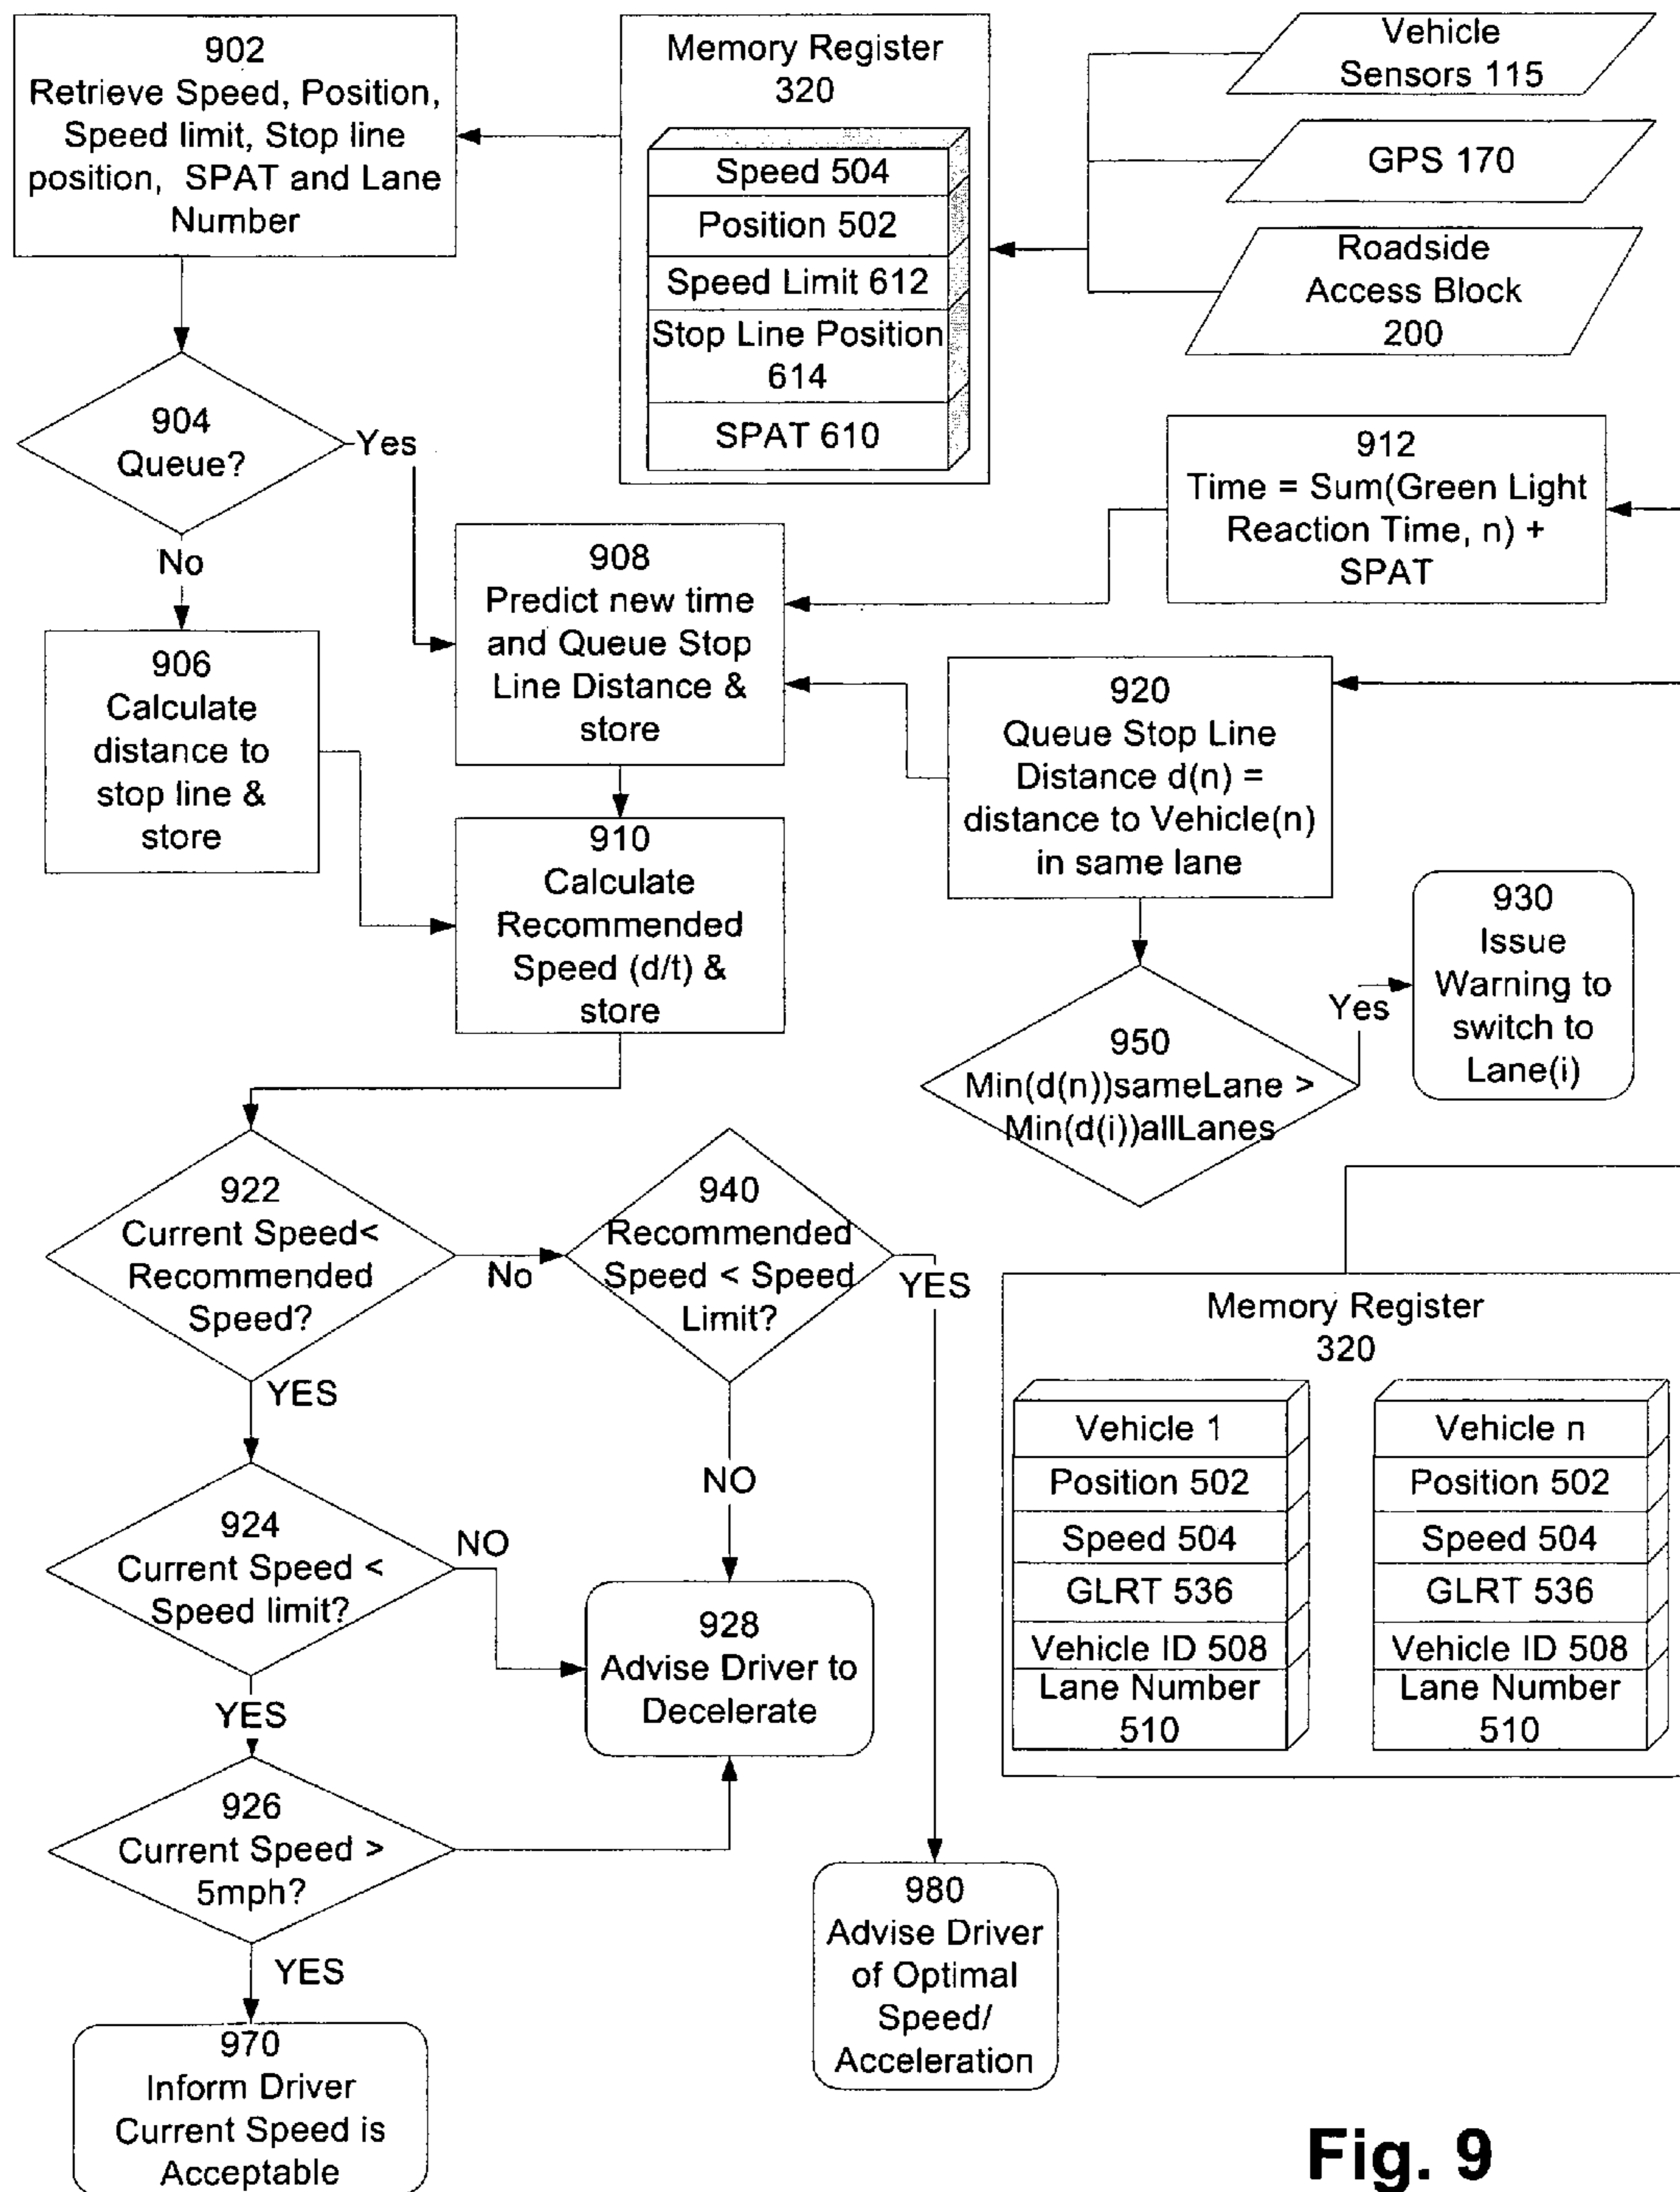 902
Retrieve Speed, Position,
Speed limit, Stop line
position, SPAT and Lane
Number
Memory Register
320
Speed 504
Position 502
Speed Limit 612
Stop Line Position
614
SPAT 610
Vehicle
Sensors 115
GPS 170
Roadside
Access Block
200
904
Queue?
Yes
No
912
Time = Sum(Green Light
Reaction Time, n) +
SPAT
908
Predict new time
and Queue Stop
Line Distance &
store
906
Calculate
distance to
stop line &
store
920
Queue Stop Line
Distance d(n) =
distance to Vehicle(n)
in same lane
910
Calculate
Recommended
Speed (d/t) &
store
930
Issue
Warning to
switch to
Lane(i)
Yes
950
Min(d(n))sameLane >
Min(d(i))allLanes
922
Current Speed<
Recommended
Speed?
No
940
Recommended
Speed < Speed
Limit?
YES
YES
NO
Memory Register
320
Vehicle 1
Position 502
Speed 504
GLRT 536
Vehicle ID 508
Lane Number
510
Vehicle n
Position 502
Speed 504
GLRT 536
Vehicle ID 508
Lane Number
510
924
Current Speed <
Speed limit?
NO
YES
928
Advise Driver to
Decelerate
926
Current Speed >
5mph?
YES
980
Advise Driver
of Optimal
Speed/
Acceleration
970
Inform Driver
Current Speed is
Acceptable
Fig. 9